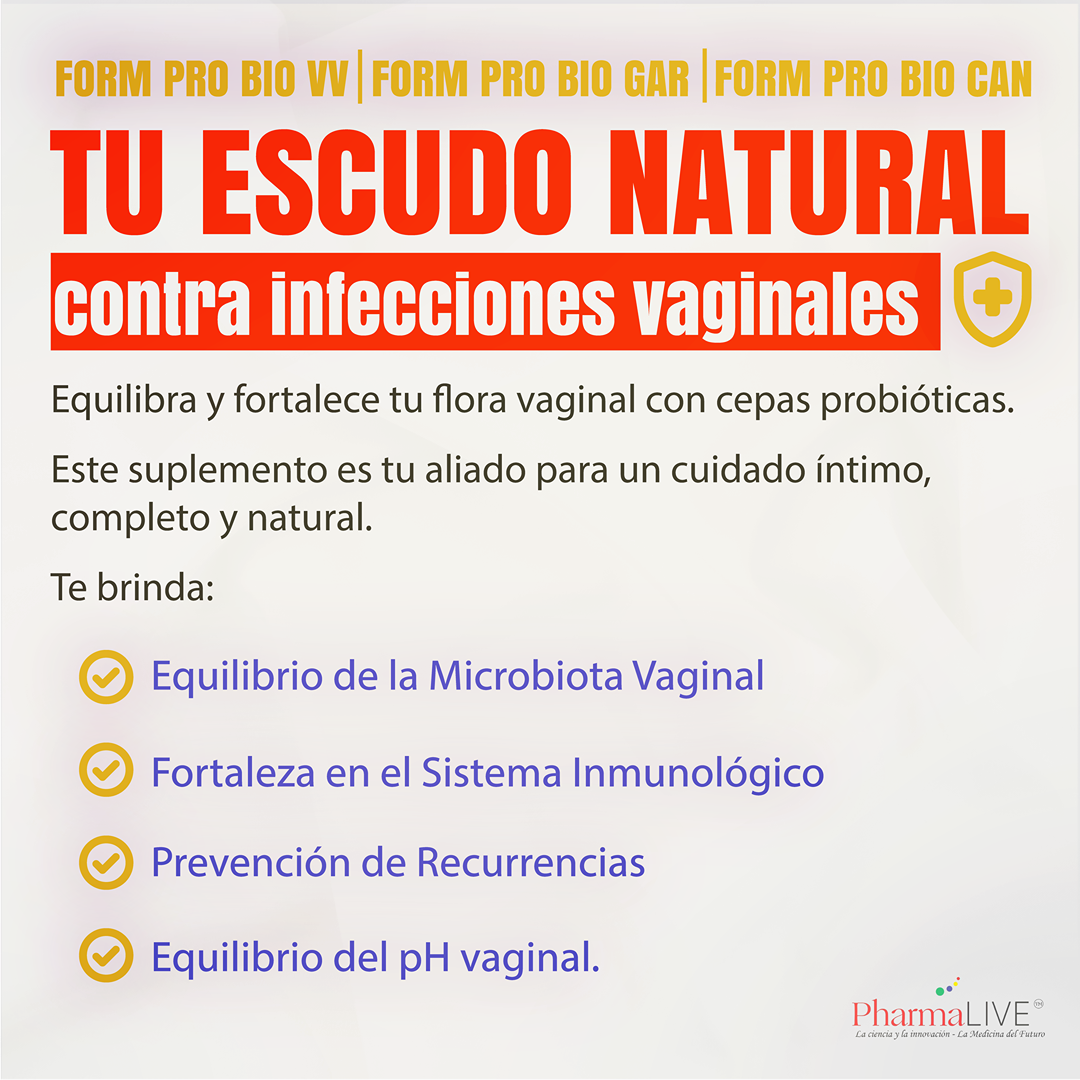 FORM PRO BIO VV|FORM PRO BIO GAR|FORM PRO BIO CAN
TU ESCUDO NATURAL
contra infecciones vaginales
Equilibra y fortalece tu flora vaginal con cepas probióticas.
Este suplemento es tu aliado para un cuidado íntimo,
completo y natural.
Te brinda:
Equilibrio de la Microbiota Vaginal
Fortaleza en el Sistema Inmunológico
Prevención de Recurrencias
Equilibrio del pH vaginal.
PharmaLIVE TM
La ciencia y la innovación - La Medicina del Futuro